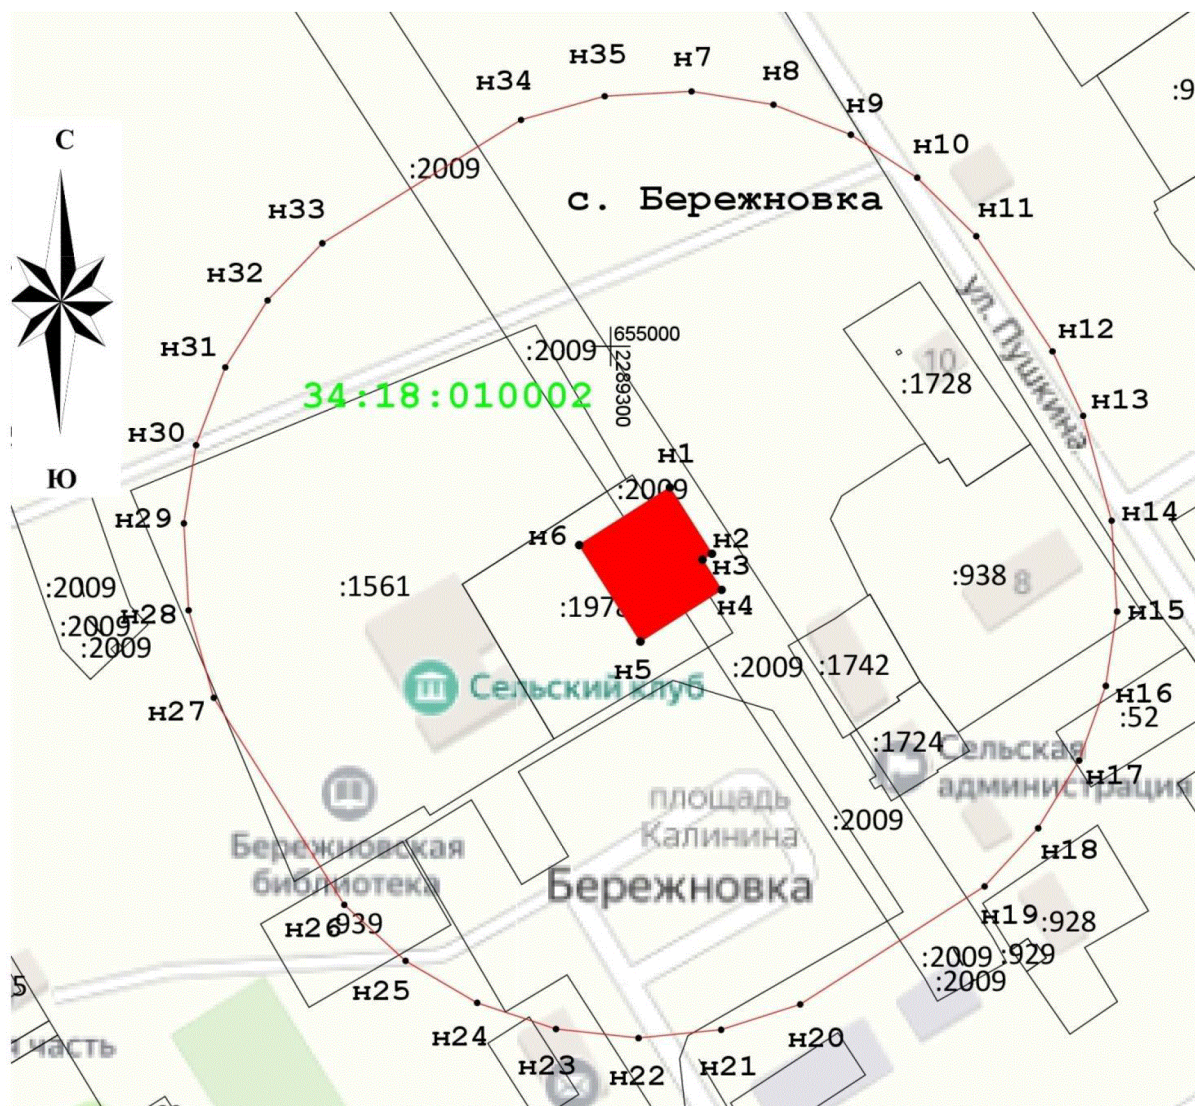 н35
н7
н8
н34
:9
н9
С
н10
:2009
с. Бережновка
н33
н11
н32
ул. Пушкина
655000
2289300
н31
:2009
н12
10
:1728
34:18:010002
н13
н30
н1
Ю
:2009
н29
н14
н6
н2
н3
:938
8
:2009
:1561
:1978
н4
н28
н15
:2009
:2009
н5
:2009
:1742
Сельский клуб
н16
н27
:52
:1724
Сельская
администрация
н17
площадь
Калинина
:2009
Бережновская
библиотека
н18
Бережновка
н26
939
н19
:928
:2009
:929
:2009
н25
5
н24
н20
часть
н23
н22
н21